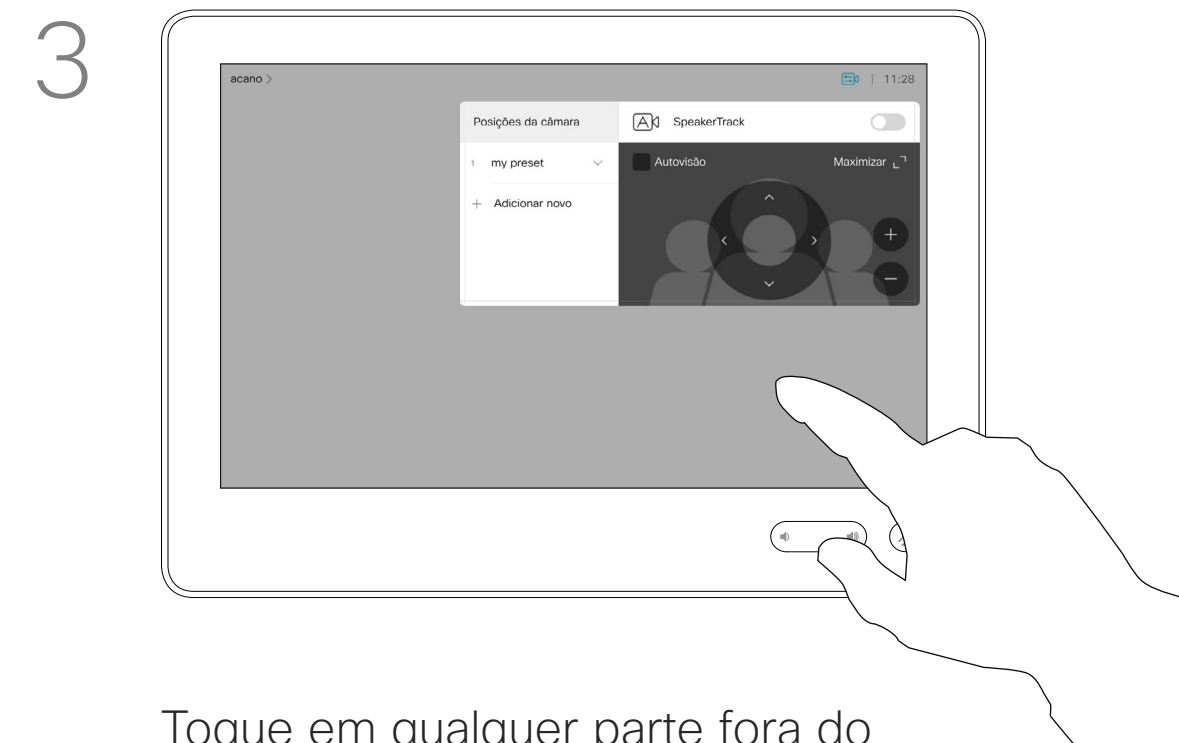 3
acano >
11:28
Posições da câmara
SpeakerTrack
1 my preset
Autovisão
Maximizar
+ Adicionar novo
Toque em qualquer parte fora do